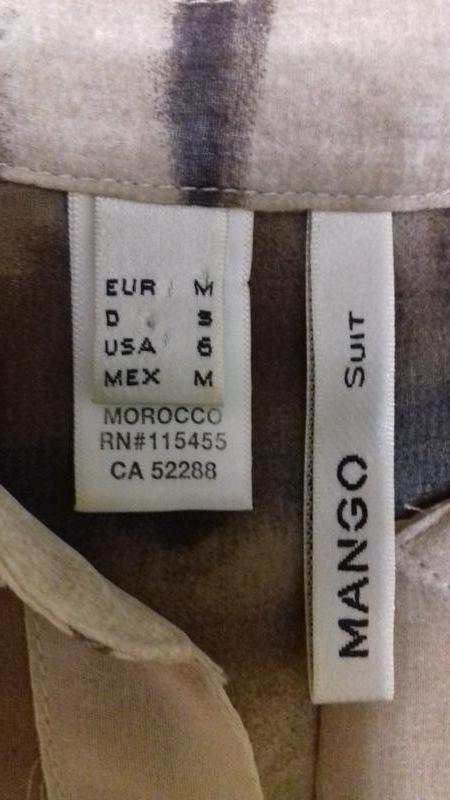 EUR M
D S
USA 6
MEX M
MOROCCO
RN#115455
CA 52288
MANGO SUIT